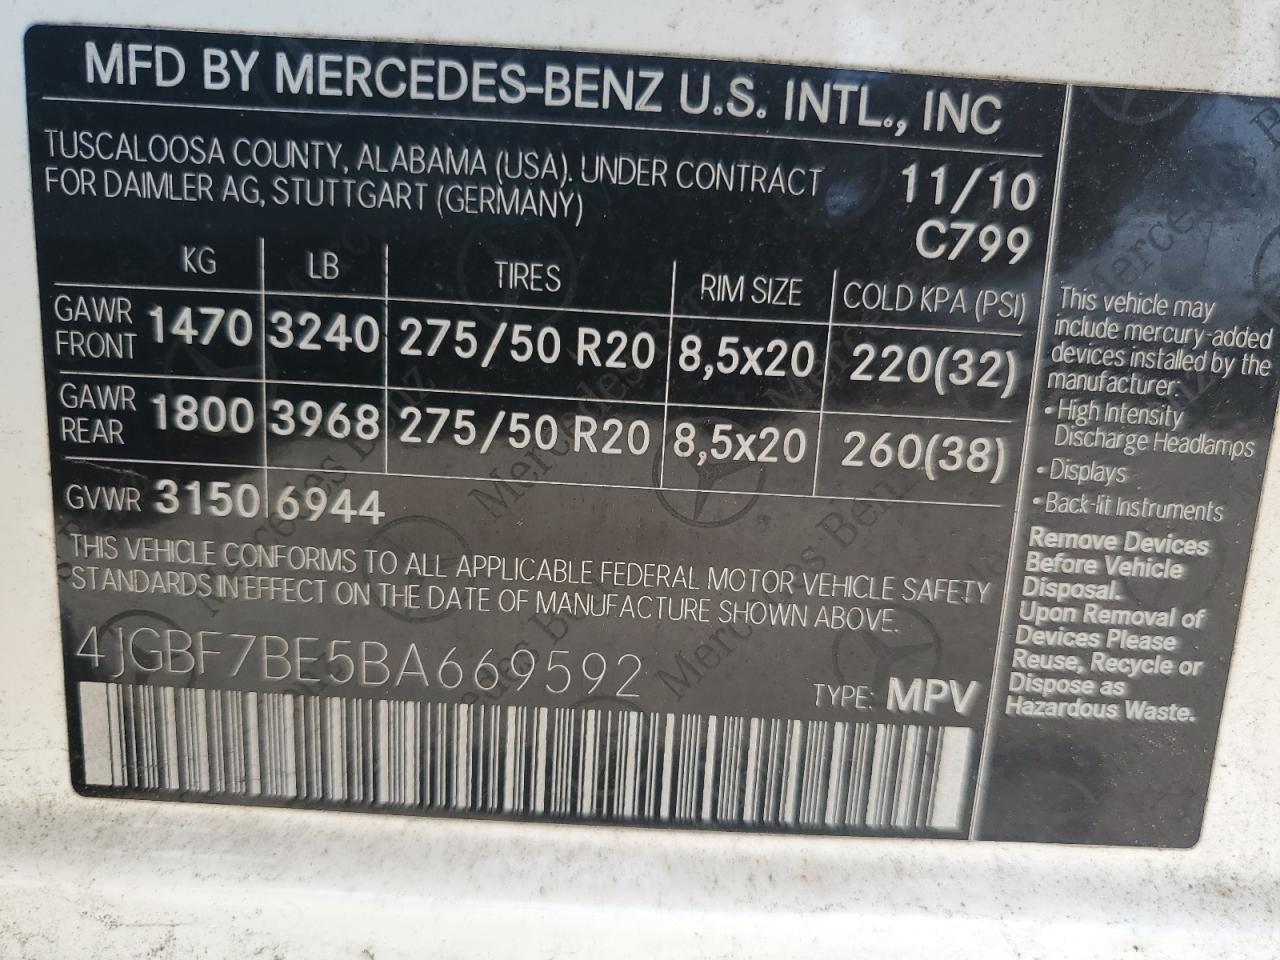 MFD BY MERCEDES-BENZ U.S. INTL., INC
TUSCALOOSA COUNTY, ALABAMA (USA). UNDER CONTRACT
FOR DAIMLER AG, STUTTGART (GERMANY)
11/10
C799
KG LB TIRES RIM SIZE COLD KPA (PSI)
GAWR FRONT 1470 3240 275/50 R20 8,5x20 220(32)
GAWR REAR 1800 3968 275/50 R20 8,5x20 260(38)
GVWR 3150 6944
THIS VEHICLE CONFORMS TO ALL APPLICABLE FEDERAL MOTOR VEHICLE SAFETY
STANDARDS IN EFFECT ON THE DATE OF MANUFACTURE SHOWN ABOVE.
4JGBF7BE5BA669592
TYPE: MPV
This vehicle may
include mercury-added
devices installed by the
manufacturer:
• High Intensity
Discharge Headlamps
• Displays
• Back-lit Instruments
Remove Devices
Before Vehicle
Disposal.
Upon Removal of
Devices Please
Reuse, Recycle or
Dispose as
Hazardous Waste.